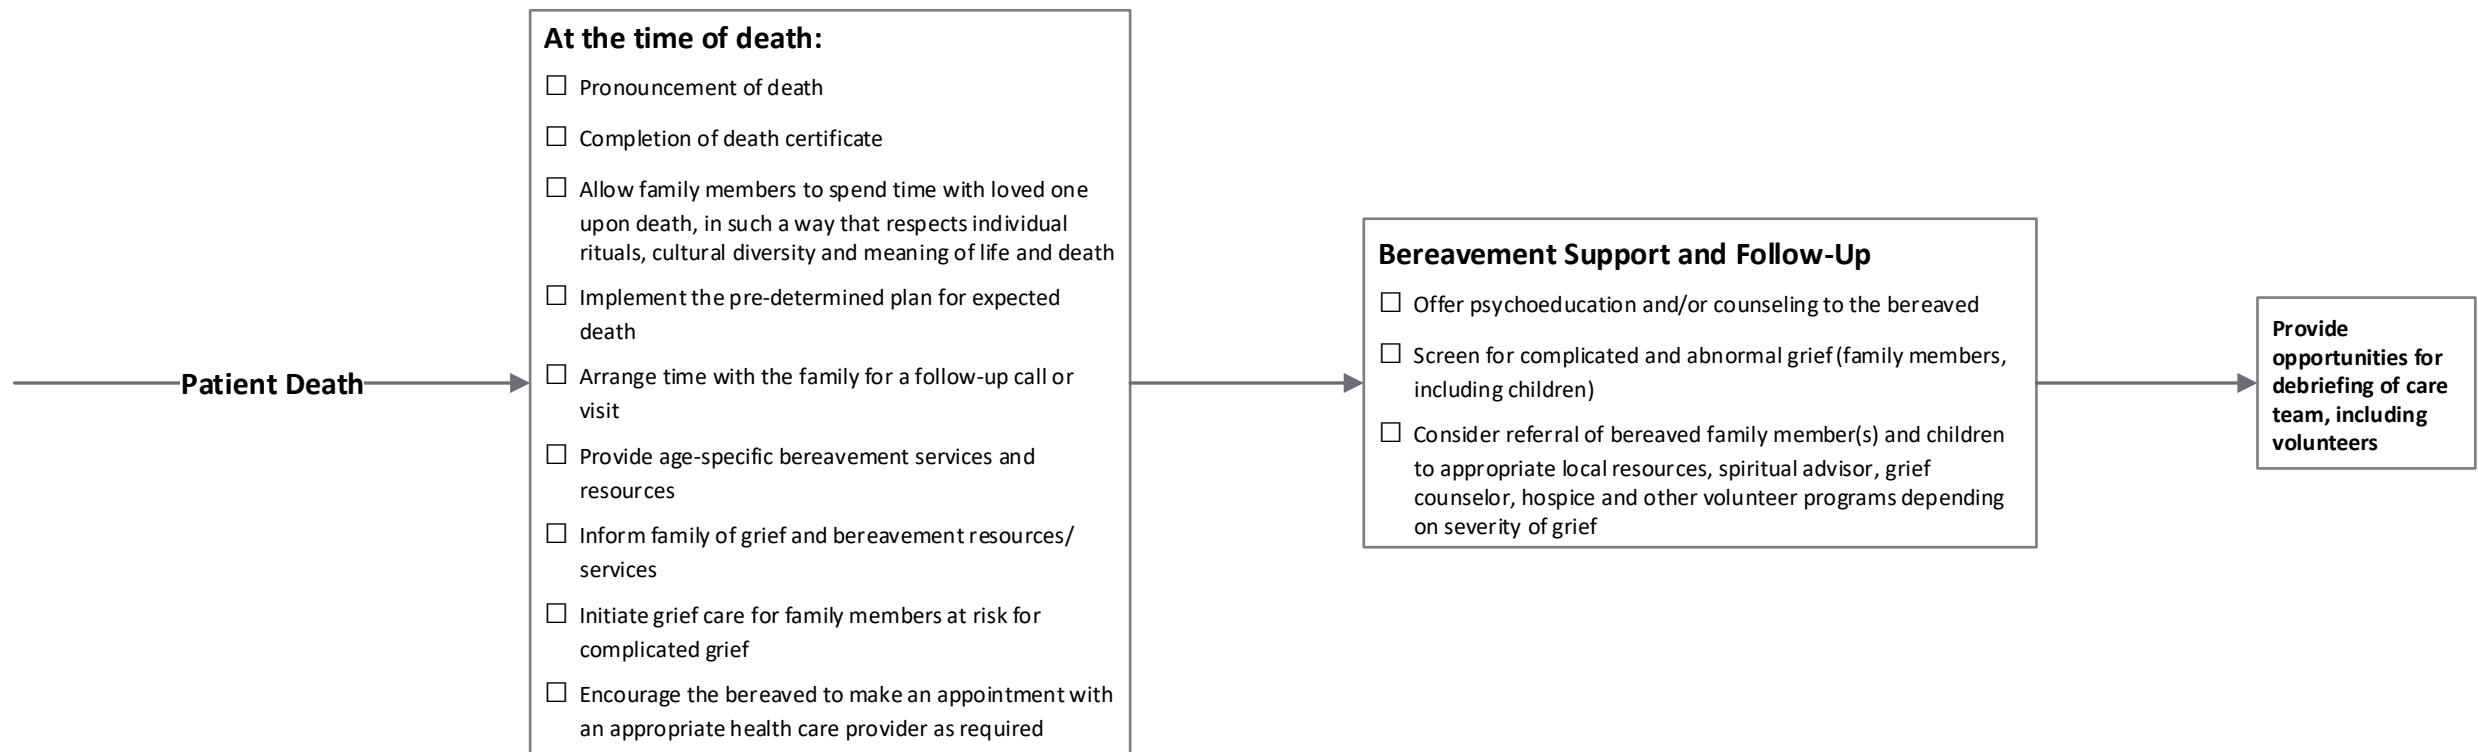 Patient Death
At the time of death:
☐ Pronouncement of death
☐ Completion of death certificate
☐ Allow family members to spend time with loved one
upon death, in such a way that respects individual
rituals, cultural diversity and meaning of life and death
☐ Implement the pre-determined plan for expected
death
☐ Arrange time with the family for a follow-up call or
visit
☐ Provide age-specific bereavement services and
resources
☐ Inform family of grief and bereavement resources/
services
☐ Initiate grief care for family members at risk for
complicated grief
☐ Encourage the bereaved to make an appointment with
an appropriate health care provider as required
Bereavement Support and Follow-Up
☐ Offer psychoeducation and/or counseling to the bereaved
☐ Screen for complicated and abnormal grief (family members,
including children)
☐ Consider referral of bereaved family member(s) and children
to appropriate local resources, spiritual advisor, grief
counselor, hospice and other volunteer programs depending
on severity of grief
Provide
opportunities for
debriefing of care
team, including
volunteers